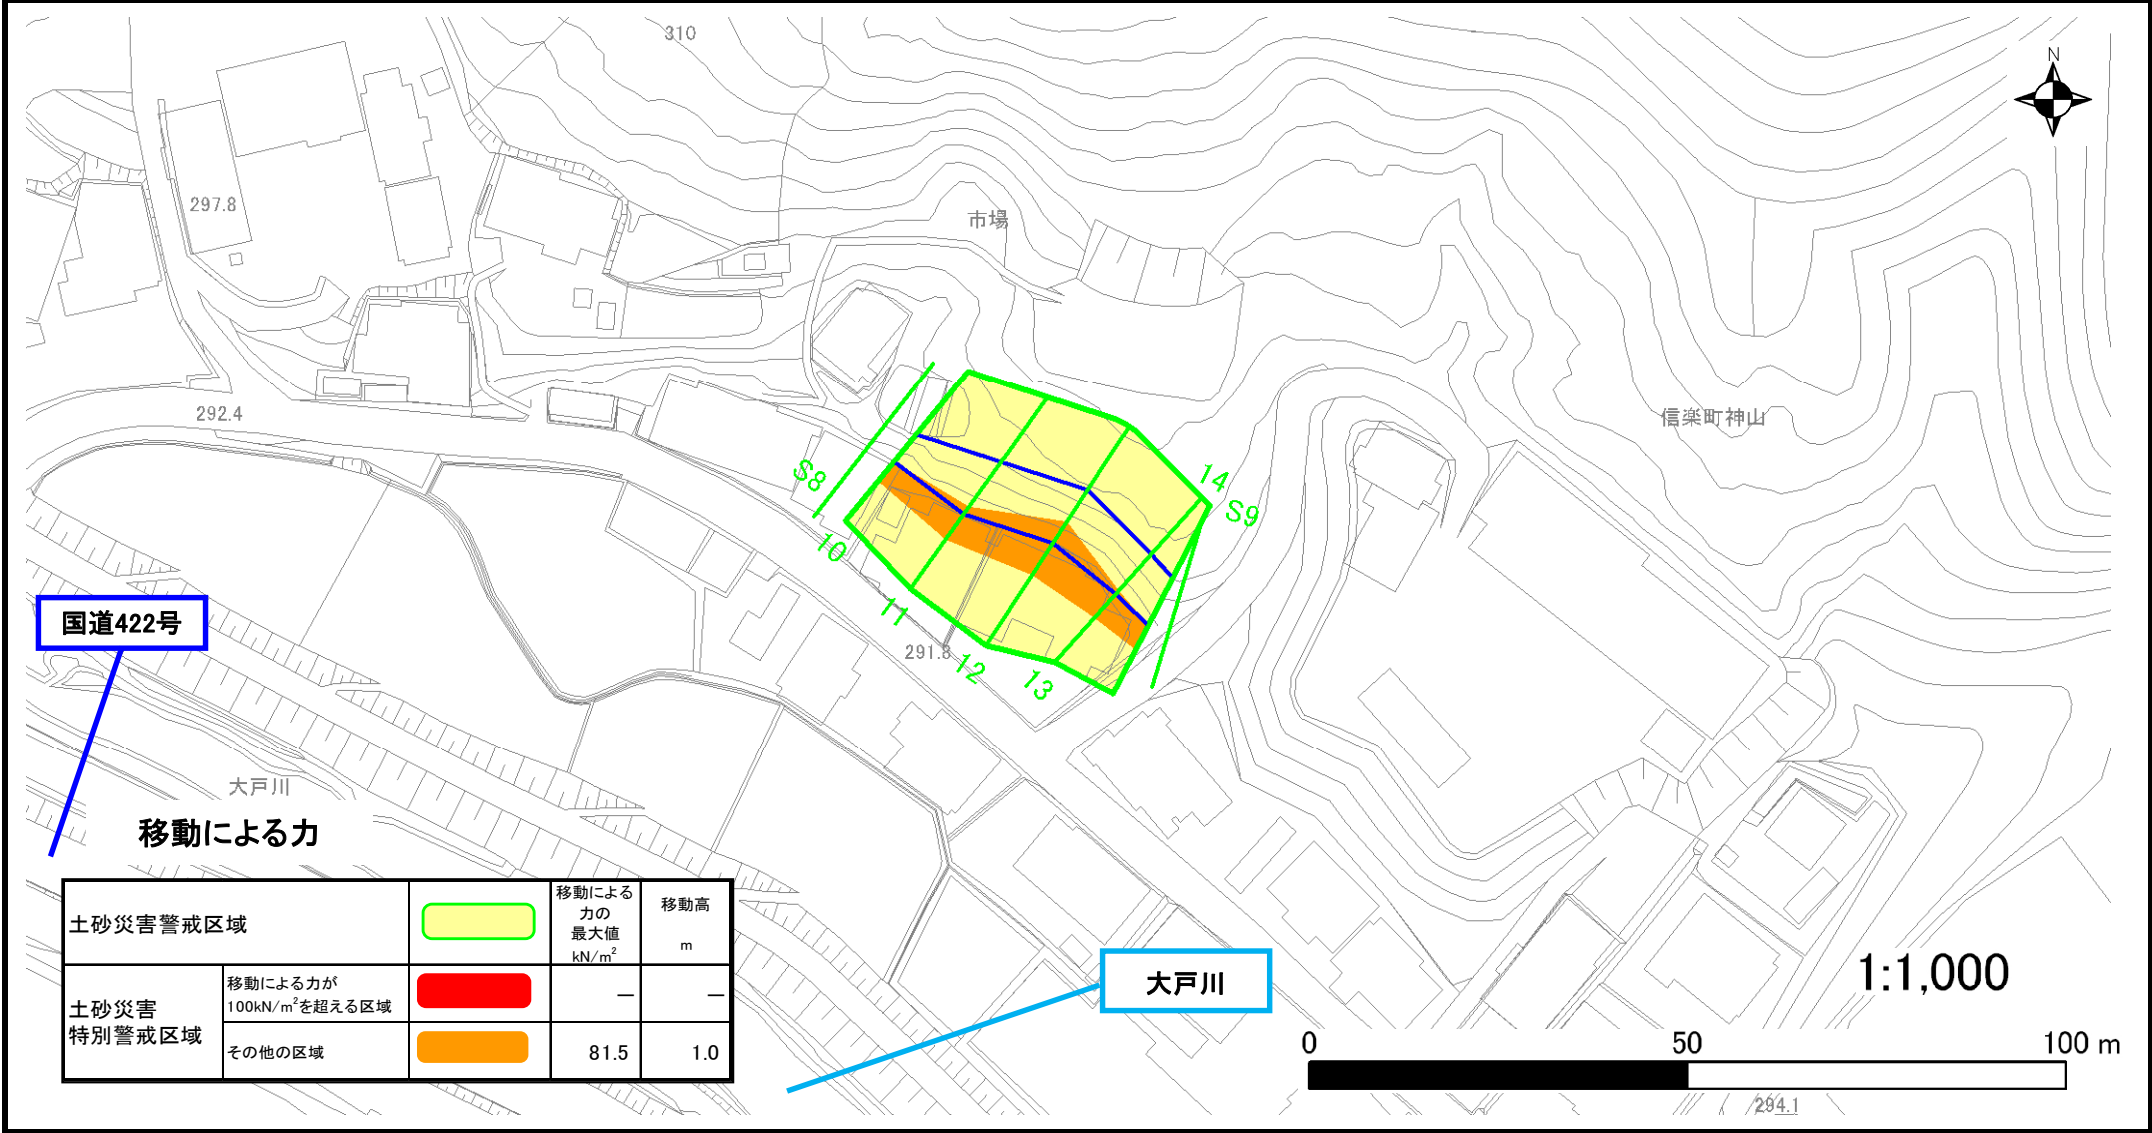 310
N
297.8
市場
292.4
信楽町神山
S8
14
S9
10
国道422号
11
291.8
12
13
大戸川
移動による力
土砂災害警戒区域
移動による
力の
最大値
kN/m²
移動高
m
土砂災害
特別警戒区域
移動による力が
100kN/m²を超える区域
－
－
その他の区域
81.5
1.0
大戸川
1:1,000
0
50
100 m
294.1